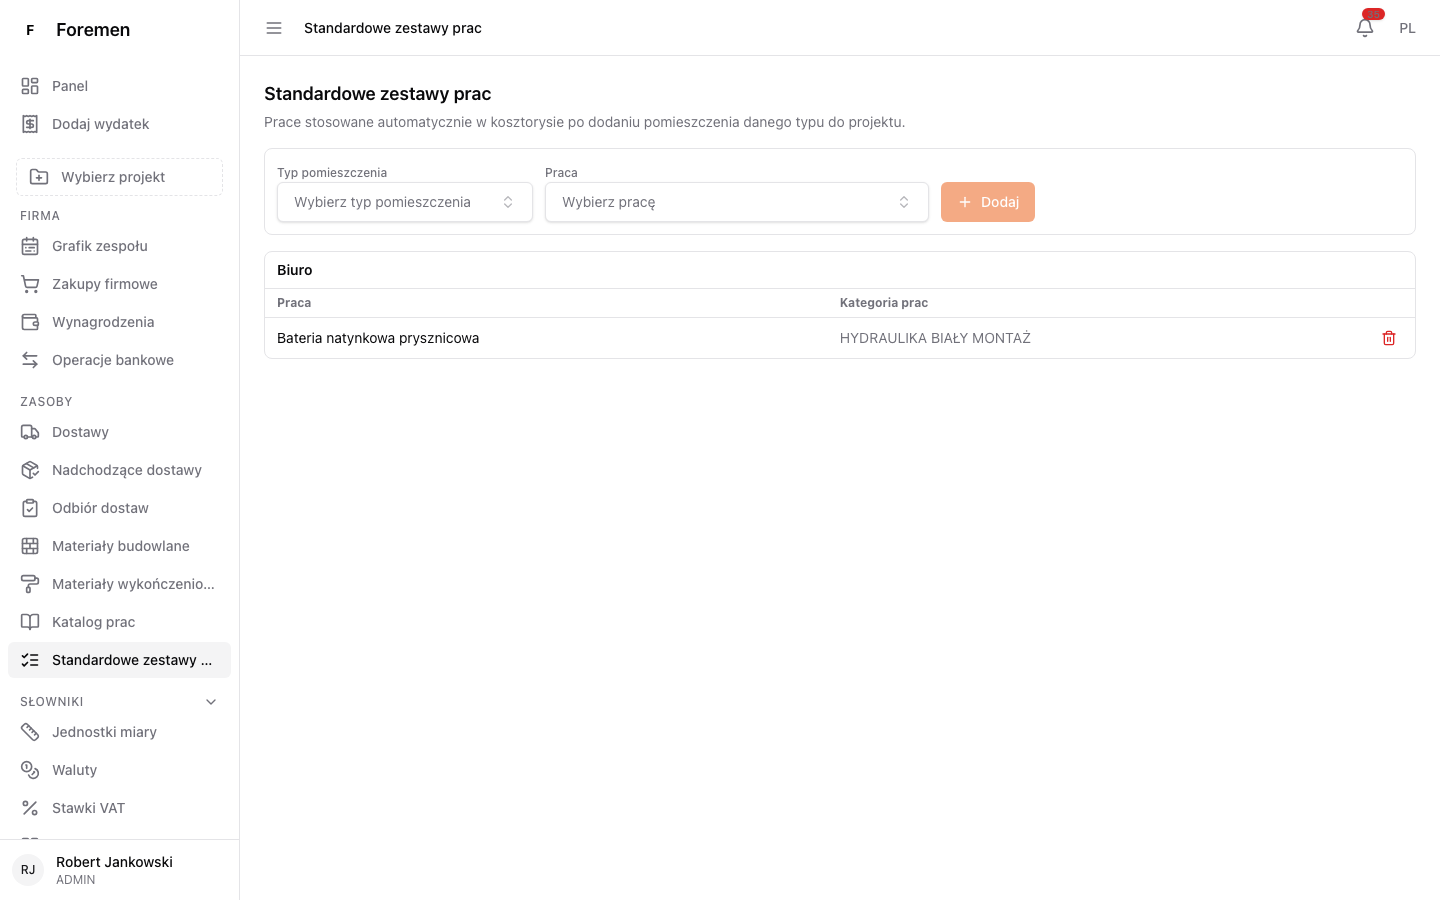 F Foremen
Panel
Dodaj wydatek
Wybierz projekt
FIRMA
Grafik zespołu
Zakupy firmowe
Wynagrodzenia
Operacje bankowe
ZASOBY
Dostawy
Nadchodzące dostawy
Odbiór dostaw
Materiały budowlane
Materiały wykończenio...
Katalog prac
Standardowe zestawy ...
SŁOWNIKI
Jednostki miary
Waluty
Stawki VAT
RJ
Robert Jankowski
ADMIN
Standardowe zestawy prac
PL
Standardowe zestawy prac
Prace stosowane automatycznie w kosztorysie po dodaniu pomieszczenia danego typu do projektu.
Typ pomieszczenia
Praca
Wybierz typ pomieszczenia
Wybierz pracę
Dodaj
Biuro
Praca
Kategoria prac
Bateria natynkowa prysznicowa
HYDRAULIKA BIAŁY MONTAŻ